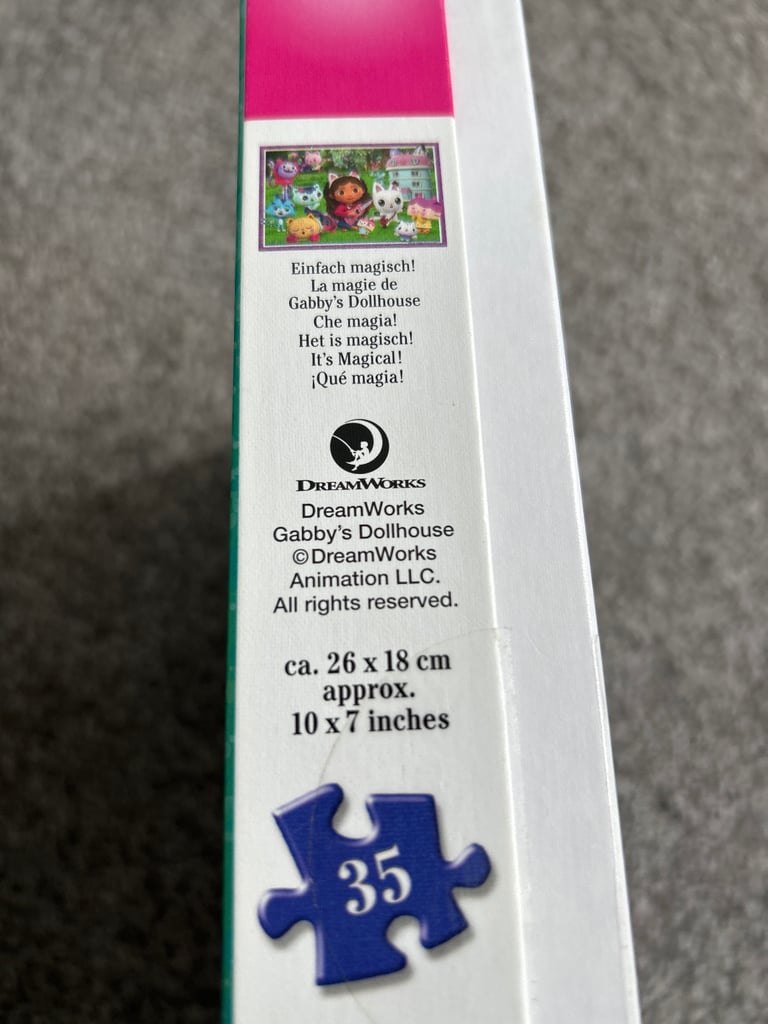 Einfach magisch!
La magie de
Gabby's Dollhouse
Che magia!
Het is magisch!
It's Magical!
¡Qué magia!
DREAMWORKS
DreamWorks
Gabby's Dollhouse
©DreamWorks
Animation LLC.
All rights reserved.
ca. 26 x 18 cm
approx.
10 x 7 inches
35